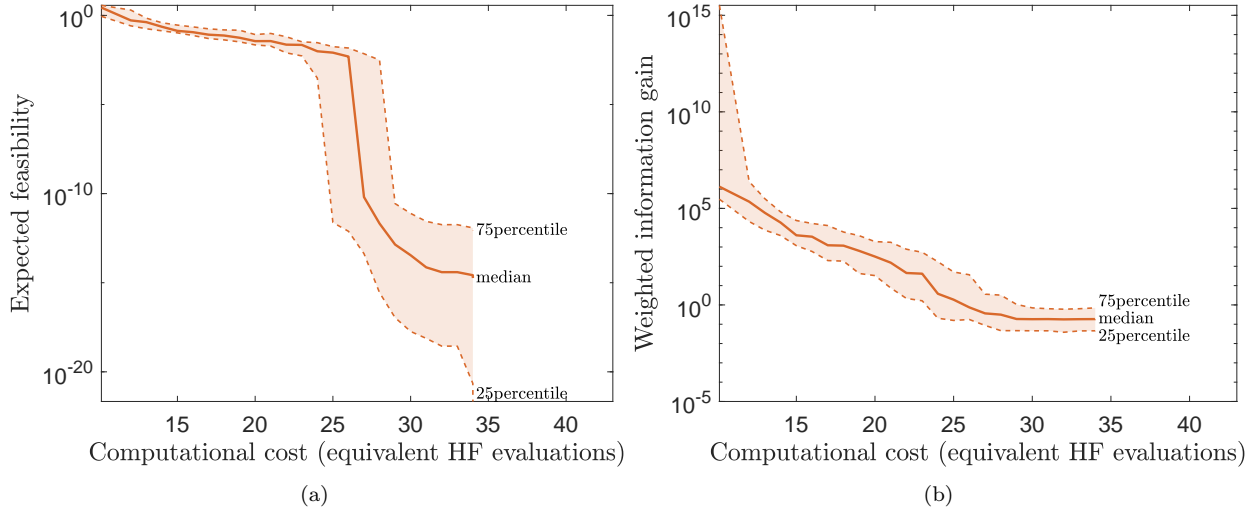 10^0
10^-10
10^-20
Expected feasibility
75percentile
median
25percentile
15 20 25 30 35 40
Computational cost (equivalent HF evaluations)
(a)
10^15
10^10
10^5
10^0
10^-5
Weighted information gain
75percentile
median
25percentile
15 20 25 30 35 40
Computational cost (equivalent HF evaluations)
(b)